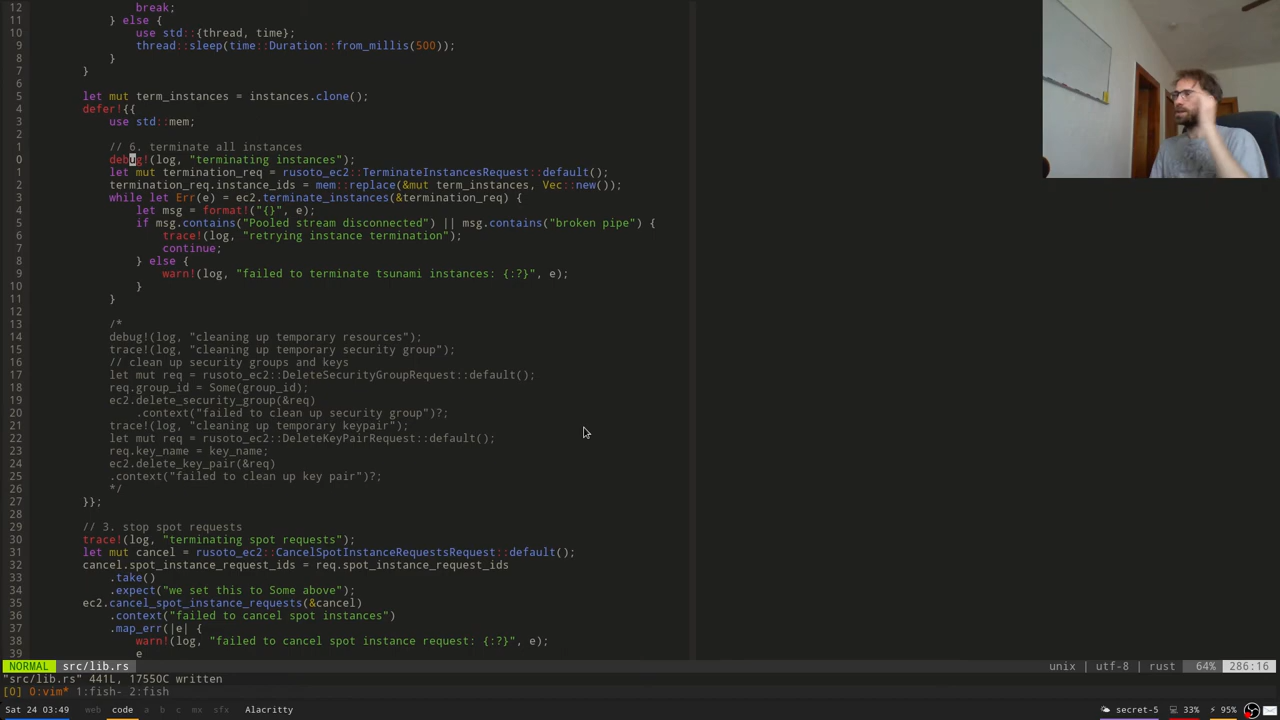 12                 break;
11             } else {
10                 use std::{thread, time};
9                 thread::sleep(time::Duration::from_millis(500));
8             }
7         }
6
5         let mut term_instances = instances.clone();
4         defer!{{
3             use std::mem;
2
1             // 6. terminate all instances
0             debug!(log, "terminating instances");
1             let mut termination_req = rusoto_ec2::TerminateInstancesRequest::default();
2             termination_req.instance_ids = mem::replace(&mut term_instances, Vec::new());
3             while let Err(e) = ec2.terminate_instances(&termination_req) {
4                 let msg = format!("{}", e);
5                 if msg.contains("Pooled stream disconnected") || msg.contains("broken pipe") {
6                     trace!(log, "retrying instance termination");
7                     continue;
8                 } else {
9                     warn!(log, "failed to terminate tsunami instances: {:?}", e);
10                 }
11             }
12
13             /*
14             debug!(log, "cleaning up temporary resources");
15             trace!(log, "cleaning up temporary security group");
16             // clean up security groups and keys
17             let mut req = rusoto_ec2::DeleteSecurityGroupRequest::default();
18             req.group_id = Some(group_id);
19             ec2.delete_security_group(&req)
20                 .context("failed to clean up security group")?;
21             trace!(log, "cleaning up temporary keypair");
22             let mut req = rusoto_ec2::DeleteKeyPairRequest::default();
23             req.key_name = key_name;
24             ec2.delete_key_pair(&req)
25             .context("failed to clean up key pair")?;
26             */
27         }};
28
29         // 3. stop spot requests
30         trace!(log, "terminating spot requests");
31         let mut cancel = rusoto_ec2::CancelSpotInstanceRequestsRequest::default();
32         cancel.spot_instance_request_ids = req.spot_instance_request_ids
33             .take()
34             .expect("we set this to Some above");
35         ec2.cancel_spot_instance_requests(&cancel)
36             .context("failed to cancel spot instances")
37             .map_err(|e| {
38                 warn!(log, "failed to cancel spot instance request: {:?}", e);
39                 e
NORMAL src/lib.rs unix | utf-8 | rust 64% 286:16
"src/lib.rs" 441L, 17550C written
[0] 0:vim* 1:fish- 2:fish
Sat 24 03:49 web code a b c mx sfx Alacritty secret-5 33% 95%